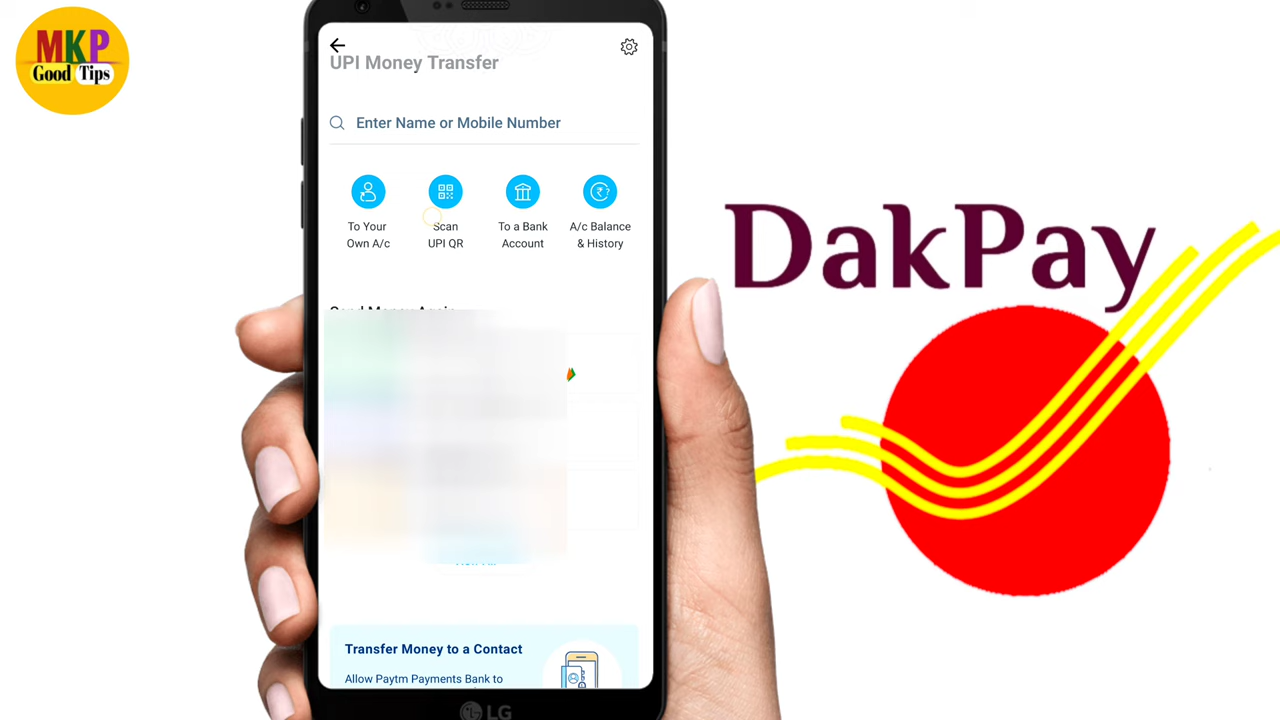 MKP
Good Tips
UPI Money Transfer
Enter Name or Mobile Number
To Your
Own A/c
Scan
UPI QR
To a Bank
Account
A/c Balance
& History
Transfer Money to a Contact
Allow Paytm Payments Bank to
LG
DakPay